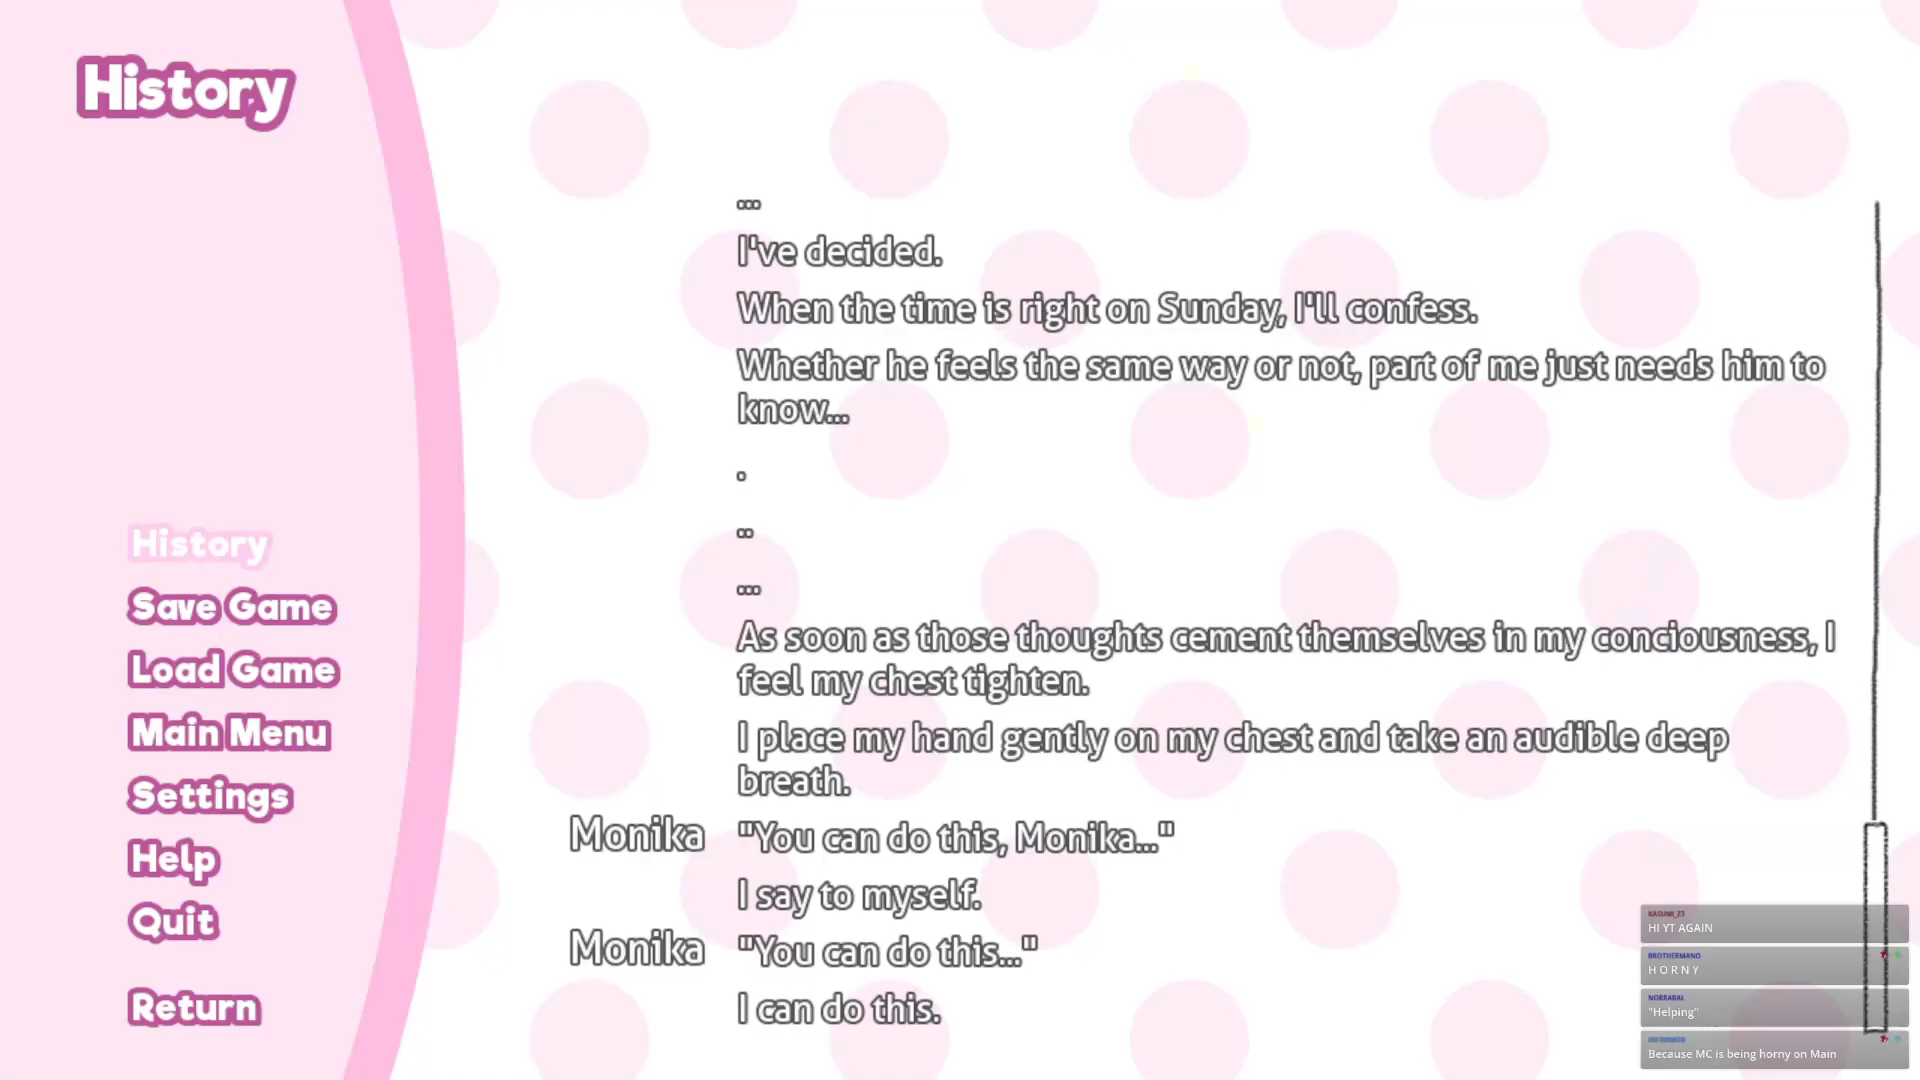 History
...
I've decided.
When the time is right on Sunday, I'll confess.
Whether he feels the same way or not, part of me just needs him to
know...
.
..
...
As soon as those thoughts cement themselves in my conciousness, I
feel my chest tighten.
I place my hand gently on my chest and take an audible deep
breath.
Monika "You can do this, Monika..."
I say to myself.
Monika "You can do this..."
I can do this.
History
Save Game
Load Game
Main Menu
Settings
Help
Quit
Return
KASUMI_23
HI YT AGAIN
BROTHERMANO
H O R N Y
NORRABAL
"Helping"
Because MC is being horny on Main